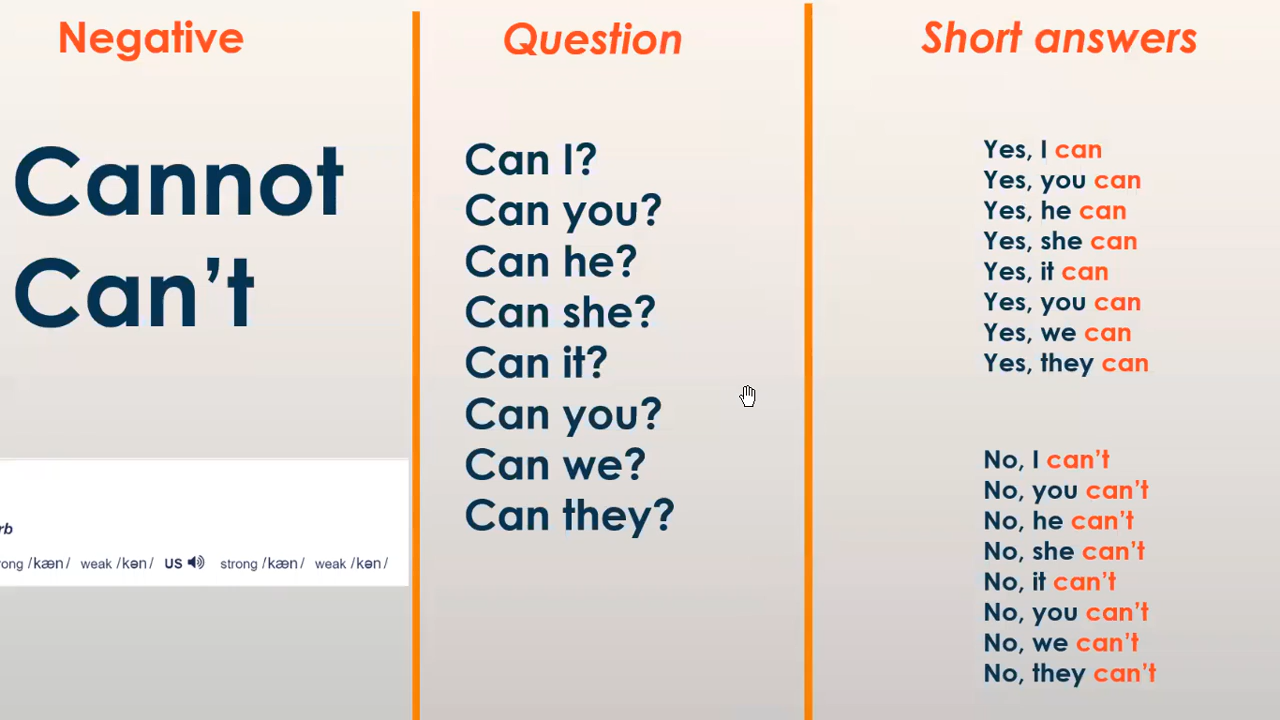 Negative
Cannot
Can't
rb
ong /kæn/ weak /kən/ US strong /kæn/ weak /kən/
Question
Can I?
Can you?
Can he?
Can she?
Can it?
Can you?
Can we?
Can they?
Short answers
Yes, I can
Yes, you can
Yes, he can
Yes, she can
Yes, it can
Yes, you can
Yes, we can
Yes, they can
No, I can't
No, you can't
No, he can't
No, she can't
No, it can't
No, you can't
No, we can't
No, they can't